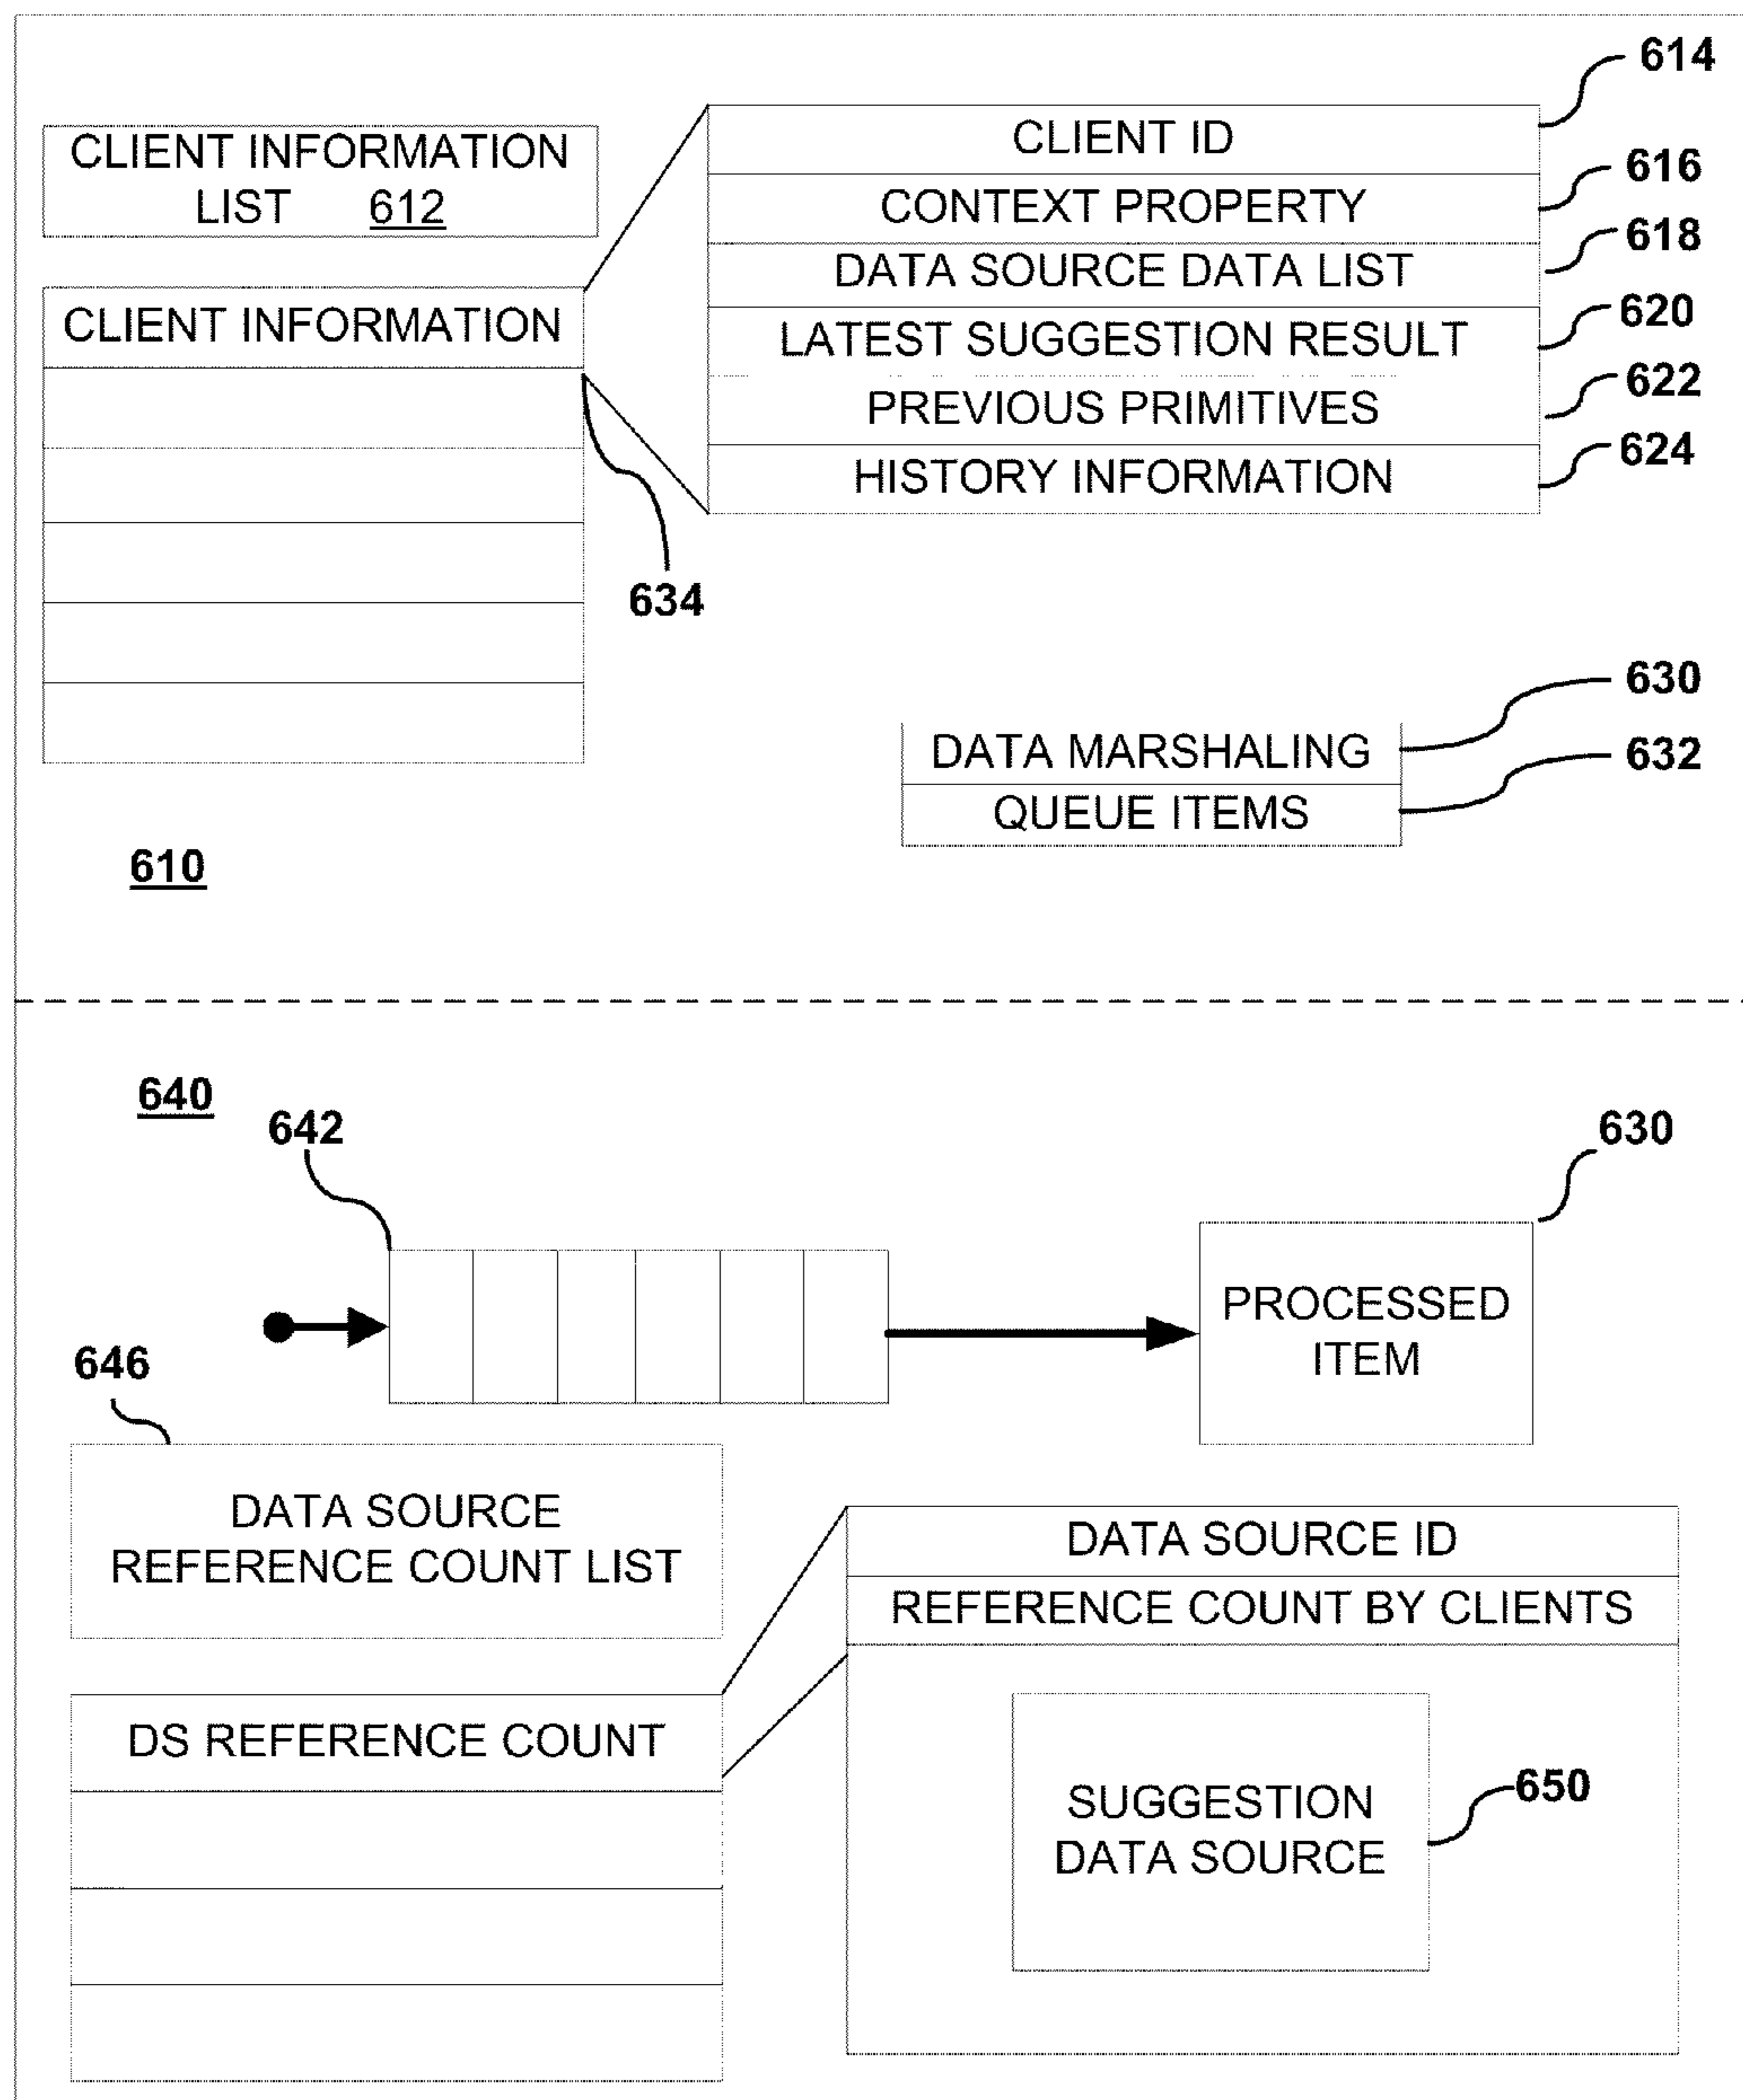 614
CLIENT INFORMATION
LIST 612
CLIENT ID
616
CONTEXT PROPERTY
618
DATA SOURCE DATA LIST
CLIENT INFORMATION
620
LATEST SUGGESTION RESULT
622
PREVIOUS PRIMITIVES
624
HISTORY INFORMATION
634
630
DATA MARSHALING
632
QUEUE ITEMS
610
640
642
630
PROCESSED
ITEM
646
DATA SOURCE
REFERENCE COUNT LIST
DATA SOURCE ID
REFERENCE COUNT BY CLIENTS
DS REFERENCE COUNT
SUGGESTION
DATA SOURCE
650